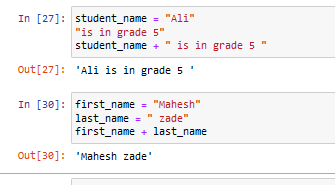 In [27]: student_name = "Ali"
"is in grade 5"
student_name + " is in grade 5 "
Out[27]: 'Ali is in grade 5 '
In [30]: first_name = "Mahesh"
last_name = " zade"
first_name + last_name
Out[30]: 'Mahesh zade'